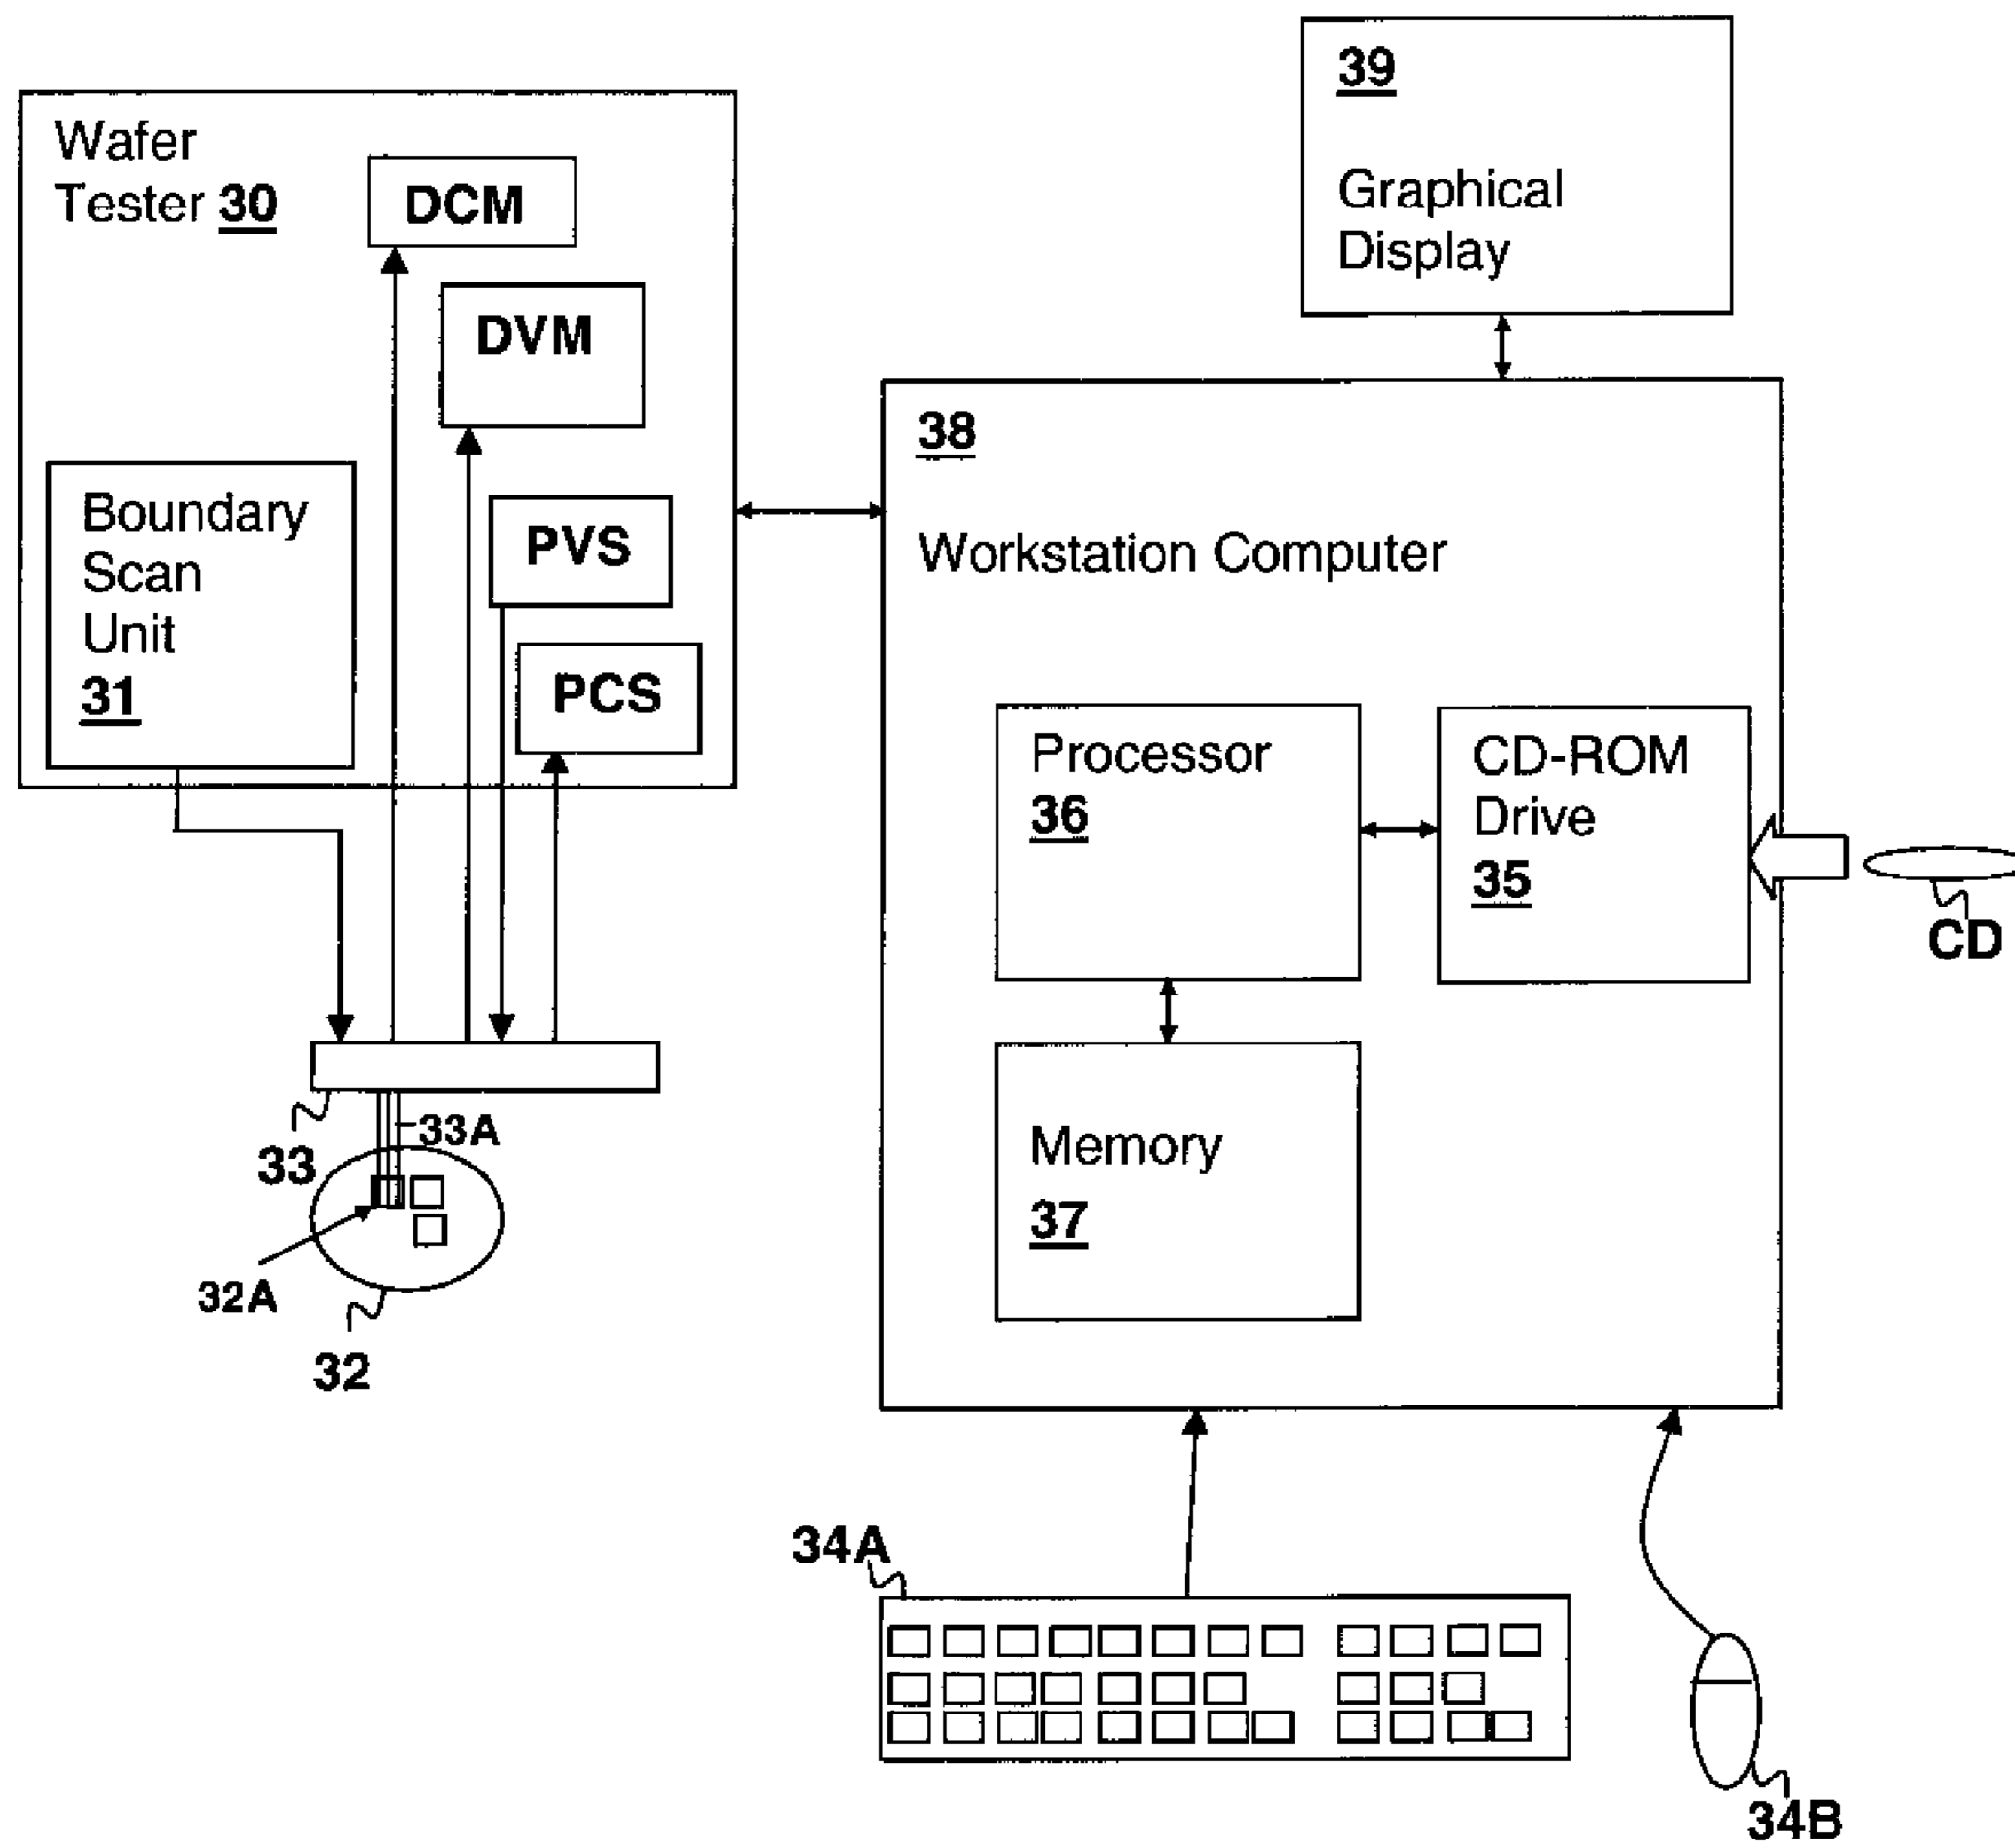 39
Graphical
Display
Wafer
Tester 30
DCM
DVM
Boundary
Scan
Unit
31
PVS
PCS
38
Workstation Computer
Processor
36
CD-ROM
Drive
35
CD
Memory
37
33
33A
32A
32
34A
34B